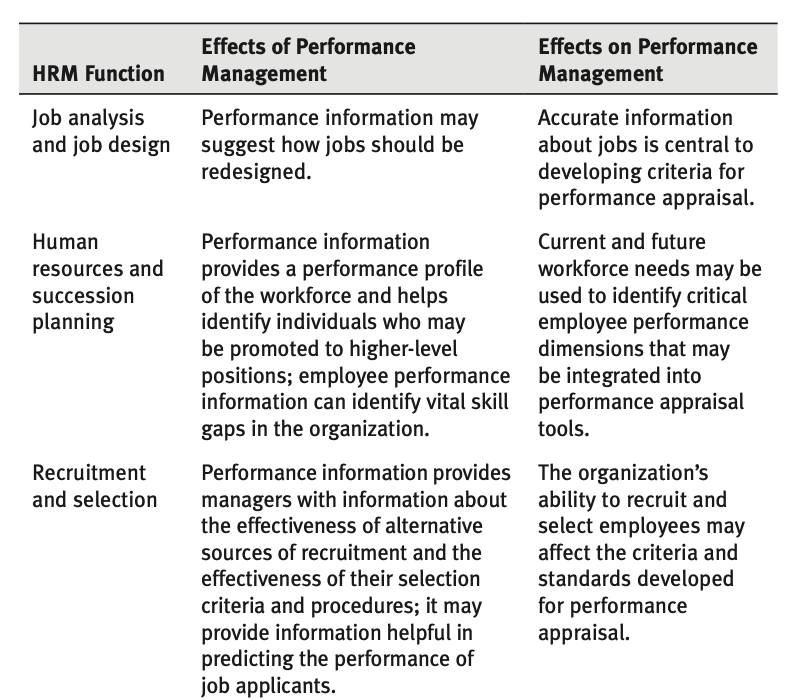 HRM Function
Effects of Performance
Management
Effects on Performance
Management
Job analysis
and job design
Performance information may
suggest how jobs should be
redesigned.
Accurate information
about jobs is central to
developing criteria for
performance appraisal.
Human
resources and
succession
planning
Performance information
provides a performance profile
of the workforce and helps
identify individuals who may
be promoted to higher-level
positions; employee performance
information can identify vital skill
gaps in the organization.
Current and future
workforce needs may be
used to identify critical
employee performance
dimensions that may
be integrated into
performance appraisal
tools.
Recruitment
and selection
Performance information provides
managers with information about
the effectiveness of alternative
sources of recruitment and the
effectiveness of their selection
criteria and procedures; it may
provide information helpful in
predicting the performance of
job applicants.
The organization’s
ability to recruit and
select employees may
affect the criteria and
standards developed
for performance
appraisal.